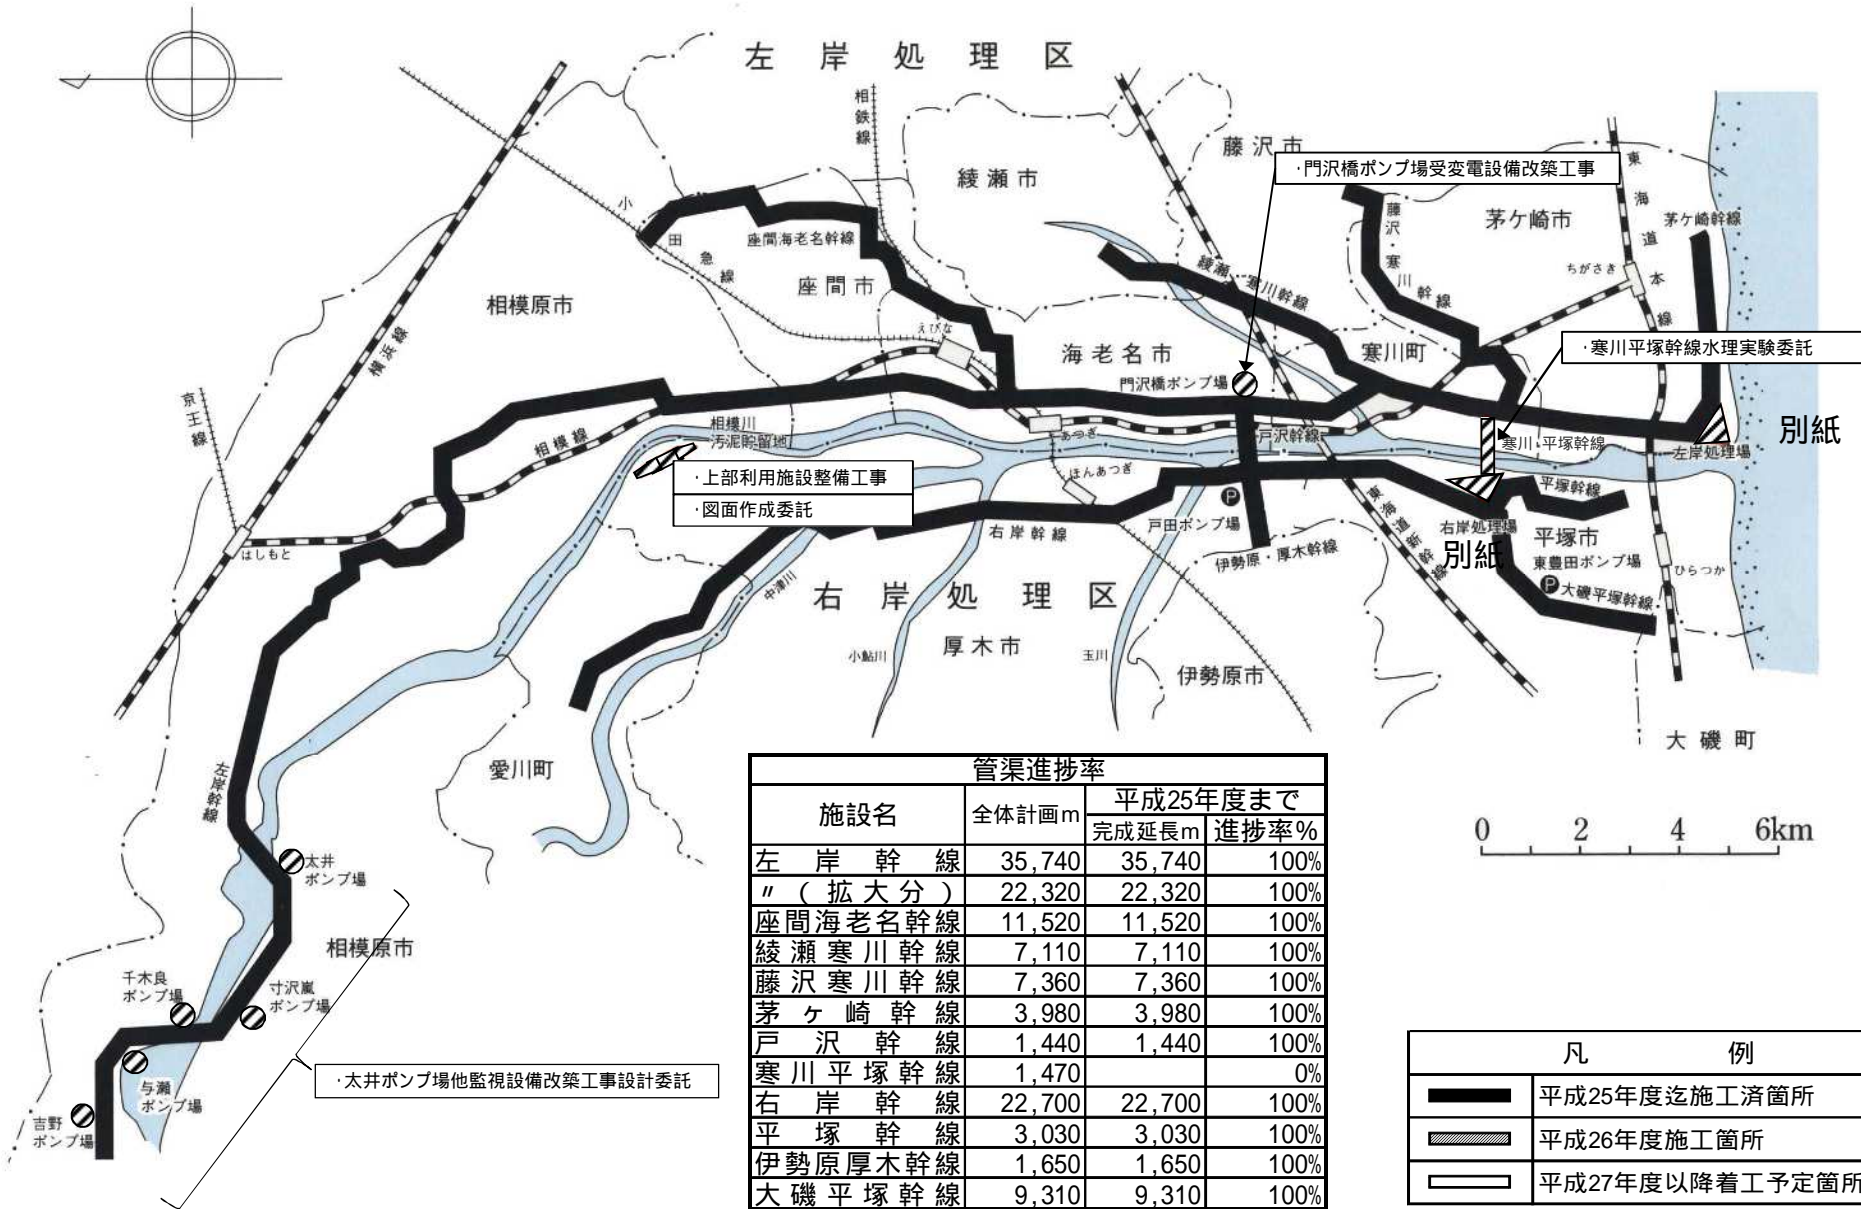 左岸処理区
相鉄線
藤沢市
・門沢橋ポンプ場受変電設備改築工事
綾瀬市
小田急線
座間海老名幹線
座間市
藤沢・寒川幹線
茅ケ崎市
東海道本線
茅ケ崎幹線
ちがさき
相模原市
横浜線
えびな
綾瀬・寒川幹線
海老名市
寒川町
・寒川平塚幹線水理実験委託
門沢橋ポンプ場
京王線
相模線
相模川
汚泥貯留地
あつぎ
戸沢幹線
寒川・平塚幹線
左岸処理場
別紙
・上部利用施設整備工事
・図面作成委託
ほんあつぎ
右岸幹線
P
戸田ポンプ場
東海道新幹線
右岸処理場
別紙
平塚幹線
平塚市
東豊田ポンプ場
P
大磯平塚幹線
ひらつか
はしもと
伊勢原・厚木幹線
中津川
右岸処理区
小鮎川
厚木市
玉川
伊勢原市
大磯町
愛川町
左岸幹線
太井
ポンプ場
相模原市
千木良
ポンプ場
寸沢嵐
ポンプ場
与瀬
ポンプ場
吉野
ポンプ場
・太井ポンプ場他監視設備改築工事設計委託
管渠進捗率
施設名 全体計画m 平成25年度まで
完成延長m 進捗率%
左岸幹線 35,740 35,740 100%
〃(拡大分) 22,320 22,320 100%
座間海老名幹線 11,520 11,520 100%
綾瀬寒川幹線 7,110 7,110 100%
藤沢寒川幹線 7,360 7,360 100%
茅ヶ崎幹線 3,980 3,980 100%
戸沢幹線 1,440 1,440 100%
寒川平塚幹線 1,470 0%
右岸幹線 22,700 22,700 100%
平塚幹線 3,030 3,030 100%
伊勢原厚木幹線 1,650 1,650 100%
大磯平塚幹線 9,310 9,310 100%
0 2 4 6km
凡例
平成25年度迄施工済箇所
平成26年度施工箇所
平成27年度以降着工予定箇所